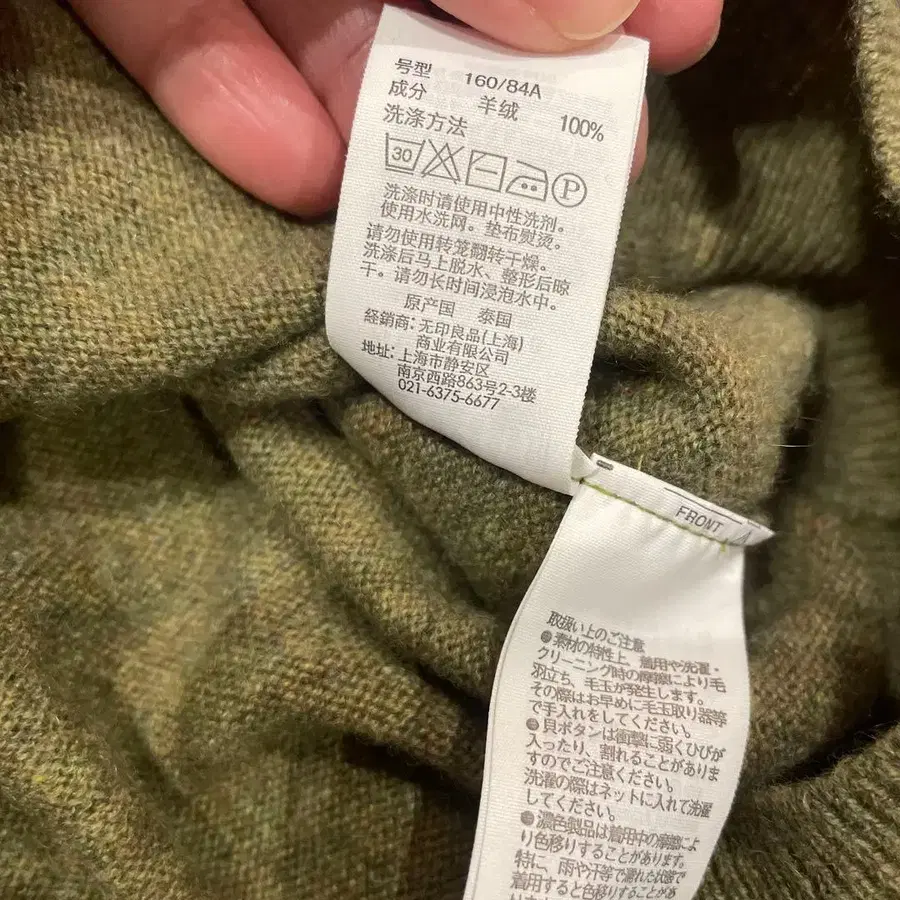 号型 160/84A
成分 羊绒 100%
洗涤方法
30 P
洗涤时请使用中性洗剂。
使用水洗网。垫布熨烫。
请勿使用转笼翻转干燥。
洗涤后马上脱水、整形后晾
干。请勿长时间浸泡水中。
原产国 泰国
経銷商：无印良品(上海)
商业有限公司
地址：上海市静安区
南京西路863号2-3楼
021-6375-6677
FRONT
取扱い上のご注意
●素材の特性上、着用や洗濯・
クリーニング時の摩擦により毛
羽立ち、毛玉が発生します。
その際はお早めに毛玉取り器等
で手入れをしてください。
●貝ボタンは衝撃に弱くひびが
入ったり、割れることがありま
すのでご注意ください。
洗濯の際はネットに入れて洗濯
してください。
●濃色製品は着用中の摩擦によ
り色移りすることがあります。
特に、雨や汗等で濡れた状態で
着用すると色移りすることがあ